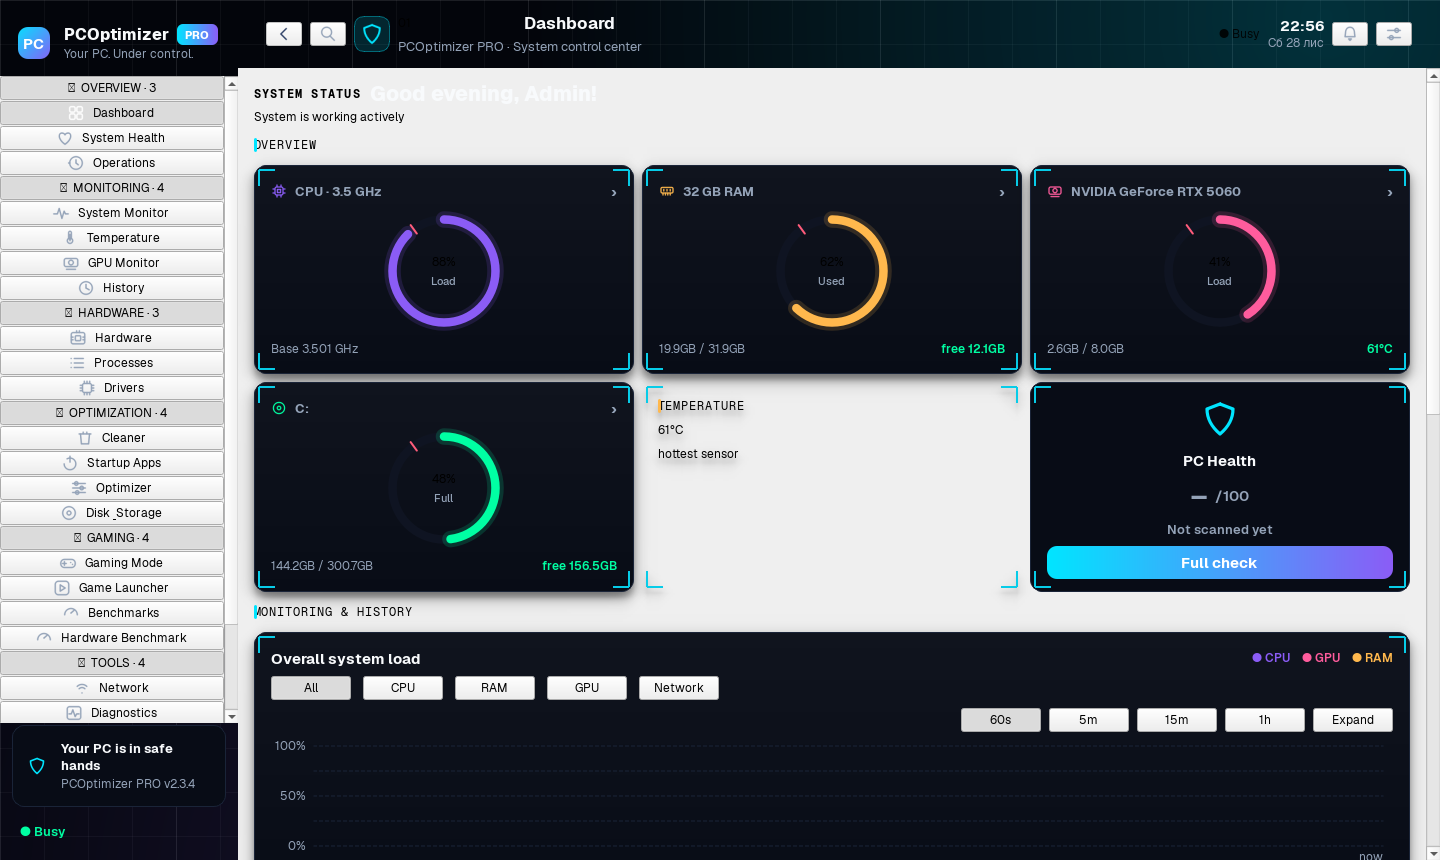 PC
PCOptimizer PRO
Your PC. Under control.
OVERVIEW · 3
Dashboard
System Health
Operations
MONITORING · 4
System Monitor
Temperature
GPU Monitor
History
HARDWARE · 3
Hardware
Processes
Drivers
OPTIMIZATION · 4
Cleaner
Startup Apps
Optimizer
Disk _Storage
GAMING · 4
Gaming Mode
Game Launcher
Benchmarks
Hardware Benchmark
TOOLS · 4
Network
Diagnostics
Your PC is in safe
hands
PCOptimizer PRO v2.3.4
Busy
Dashboard
PCOptimizer PRO · System control center
Busy
22:56
Сб 28 лис
SYSTEM STATUS Good evening, Admin!
System is working actively
OVERVIEW
CPU · 3.5 GHz ›
88%
Load
Base 3.501 GHz
32 GB RAM ›
62%
Used
19.9GB / 31.9GB free 12.1GB
NVIDIA GeForce RTX 5060 ›
41%
Load
2.6GB / 8.0GB 61°C
C: ›
48%
Full
144.2GB / 300.7GB free 156.5GB
TEMPERATURE
61°C
hottest sensor
PC Health
— /100
Not scanned yet
Full check
MONITORING & HISTORY
Overall system load
CPU GPU RAM
All CPU RAM GPU Network
60s 5m 15m 1h Expand
100%
50%
0%
now